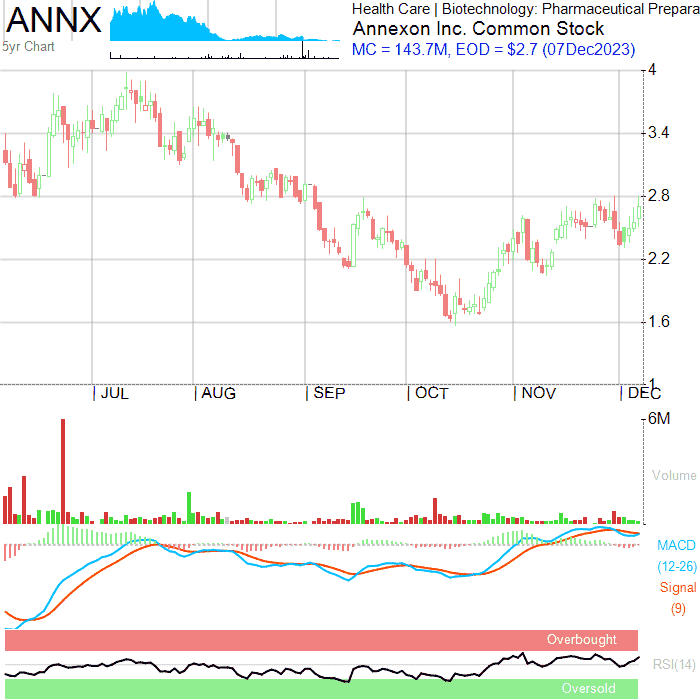 ANNX
5yr Chart
Health Care | Biotechnology: Pharmaceutical Prepara
Annexon Inc. Common Stock
MC = 143.7M, EOD = $2.7 (07Dec2023)
4
3.4
2.8
2.2
1.6
1
JUL
AUG
SEP
OCT
NOV
DEC
6M
Volume
MACD
(12-26)
Signal
(9)
Overbought
RSI(14)
Oversold